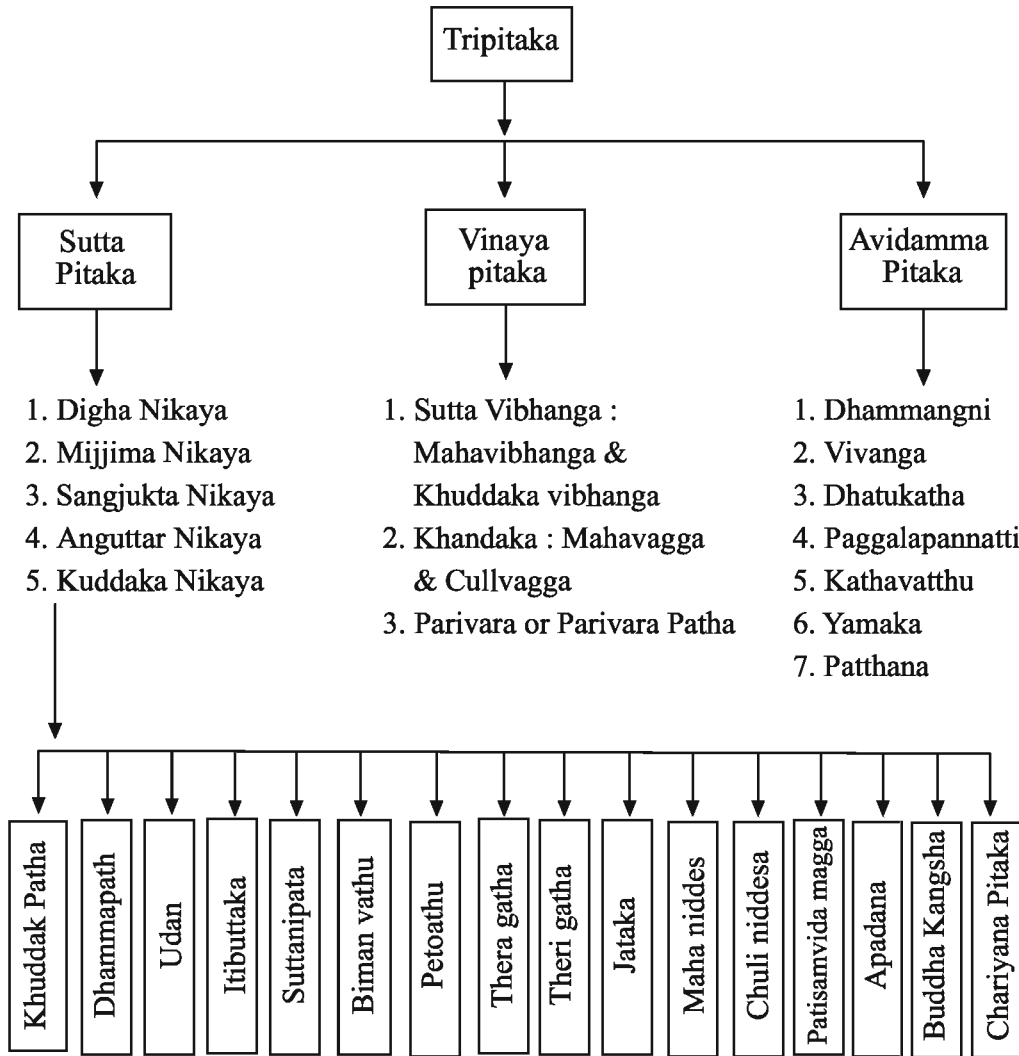 Tripitaka
Sutta
Pitaka
Vinaya
pitaka
Avidamma
Pitaka
1. Digha Nikaya
2. Mijjima Nikaya
3. Sangjukta Nikaya
4. Anguttar Nikaya
5. Kuddaka Nikaya
1. Sutta Vibhanga :
Mahavibhanga &
Khuddaka vibhanga
2. Khandaka : Mahavagga
& Cullvagga
3. Parivara or Parivara Patha
1. Dhammangni
2. Vivanga
3. Dhatukatha
4. Paggalapannatti
5. Kathavatthu
6. Yamaka
7. Patthana
Khuddak Patha
Dhammapath
Udan
Itibuttaka
Suttanipata
Biman vathu
Petoathu
Thera gatha
Theri gatha
Jataka
Maha niddes
Chuli niddesa
Patisamvida magga
Apadana
Buddha Kangsha
Chariyana Pitaka